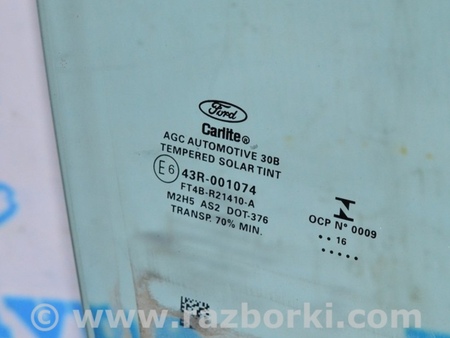 Ford
Carlite®
AGC AUTOMOTIVE 30B
TEMPERED SOLAR TINT
E6 43R-001074
FT4B-R21410-A
M2H5 AS2 DOT-376
TRANSP. 70% MIN.
N
OCP N° 0009
•• 16
•••••
www.razborki.com